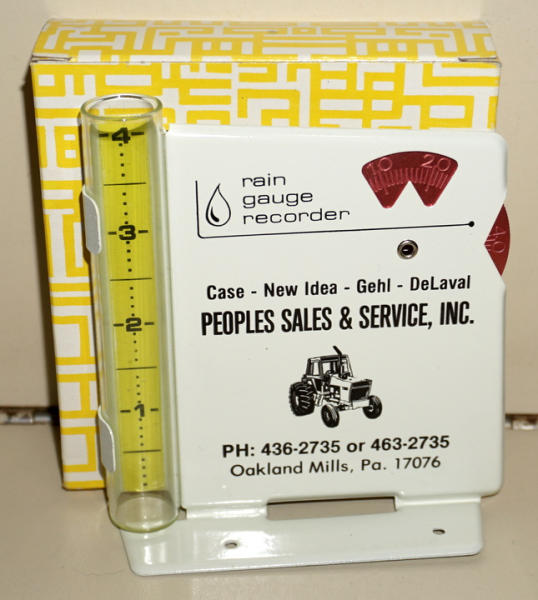 -4-
-3-
-2-
-1-
rain
gauge
recorder
10 20
40
Case - New Idea - Gehl - DeLaval
PEOPLES SALES & SERVICE, INC.
PH: 436-2735 or 463-2735
Oakland Mills, Pa. 17076